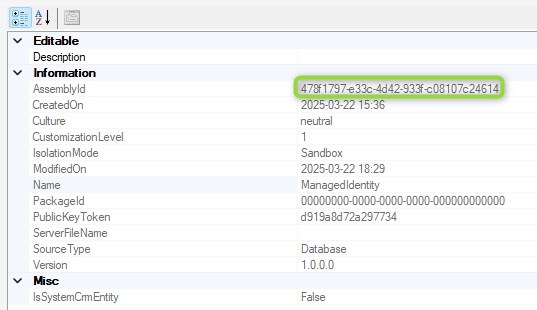 Editable
Description
Information
AssemblyId 478f1797-e33c-4d42-933f-c08107c24614
CreatedOn 2025-03-22 15:36
Culture neutral
CustomizationLevel 1
IsolationMode Sandbox
ModifiedOn 2025-03-22 18:29
Name ManagedIdentity
PackageId 00000000-0000-0000-0000-000000000000
PublicKeyToken d919a8d72a297734
ServerFileName
SourceType Database
Version 1.0.0.0
Misc
IsSystemCrmEntity False